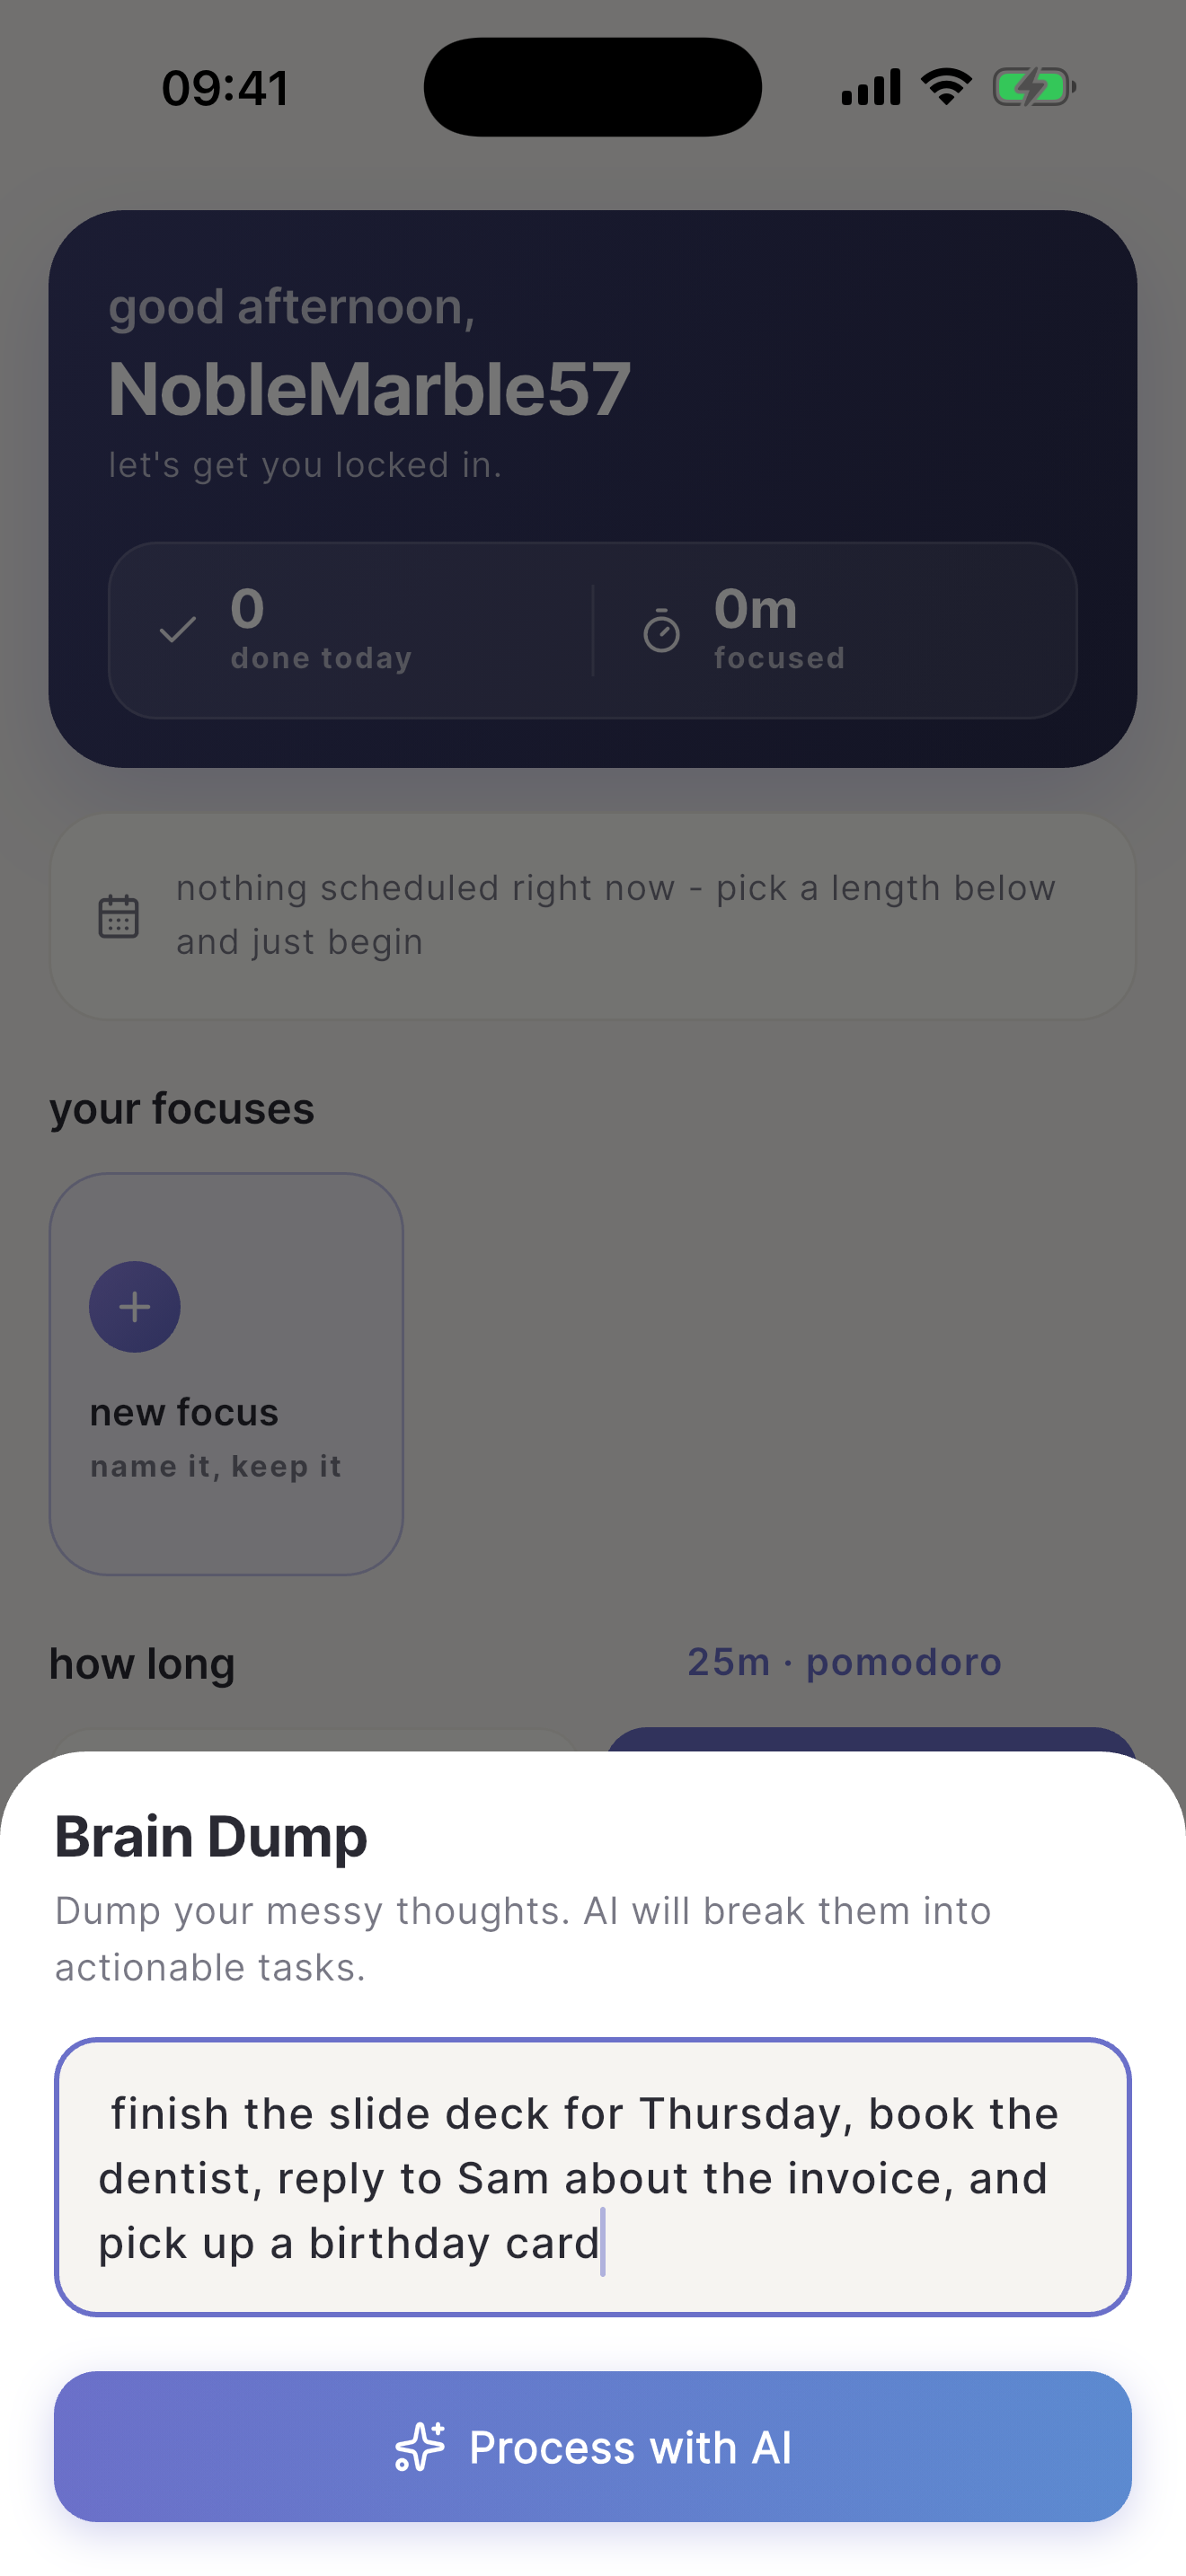 09:41
good afternoon,
NobleMarble57
let's get you locked in.
0
done today
0m
focused
nothing scheduled right now - pick a length below
and just begin
your focuses
new focus
name it, keep it
how long
25m · pomodoro
Brain Dump
Dump your messy thoughts. AI will break them into
actionable tasks.
finish the slide deck for Thursday, book the
dentist, reply to Sam about the invoice, and
pick up a birthday card
Process with AI